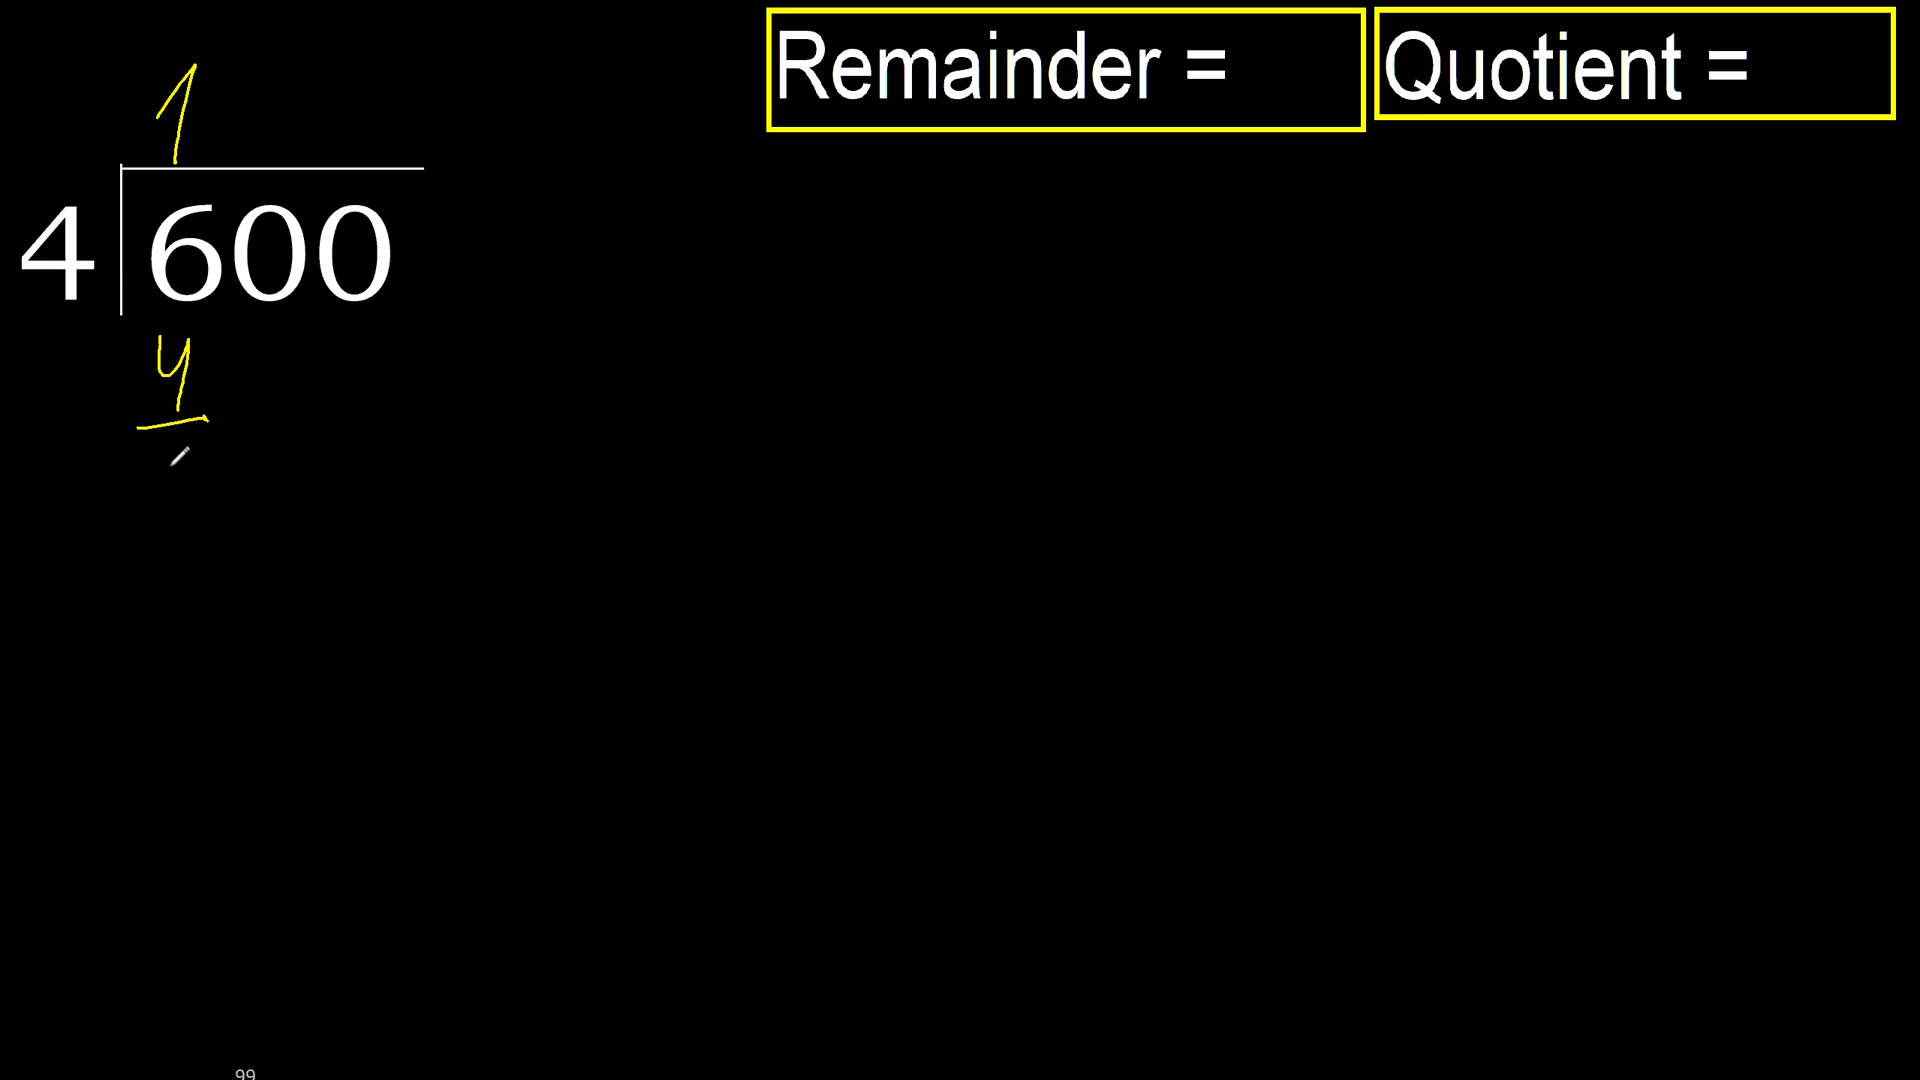 Remainder =
Quotient =
1
4 600
4
99